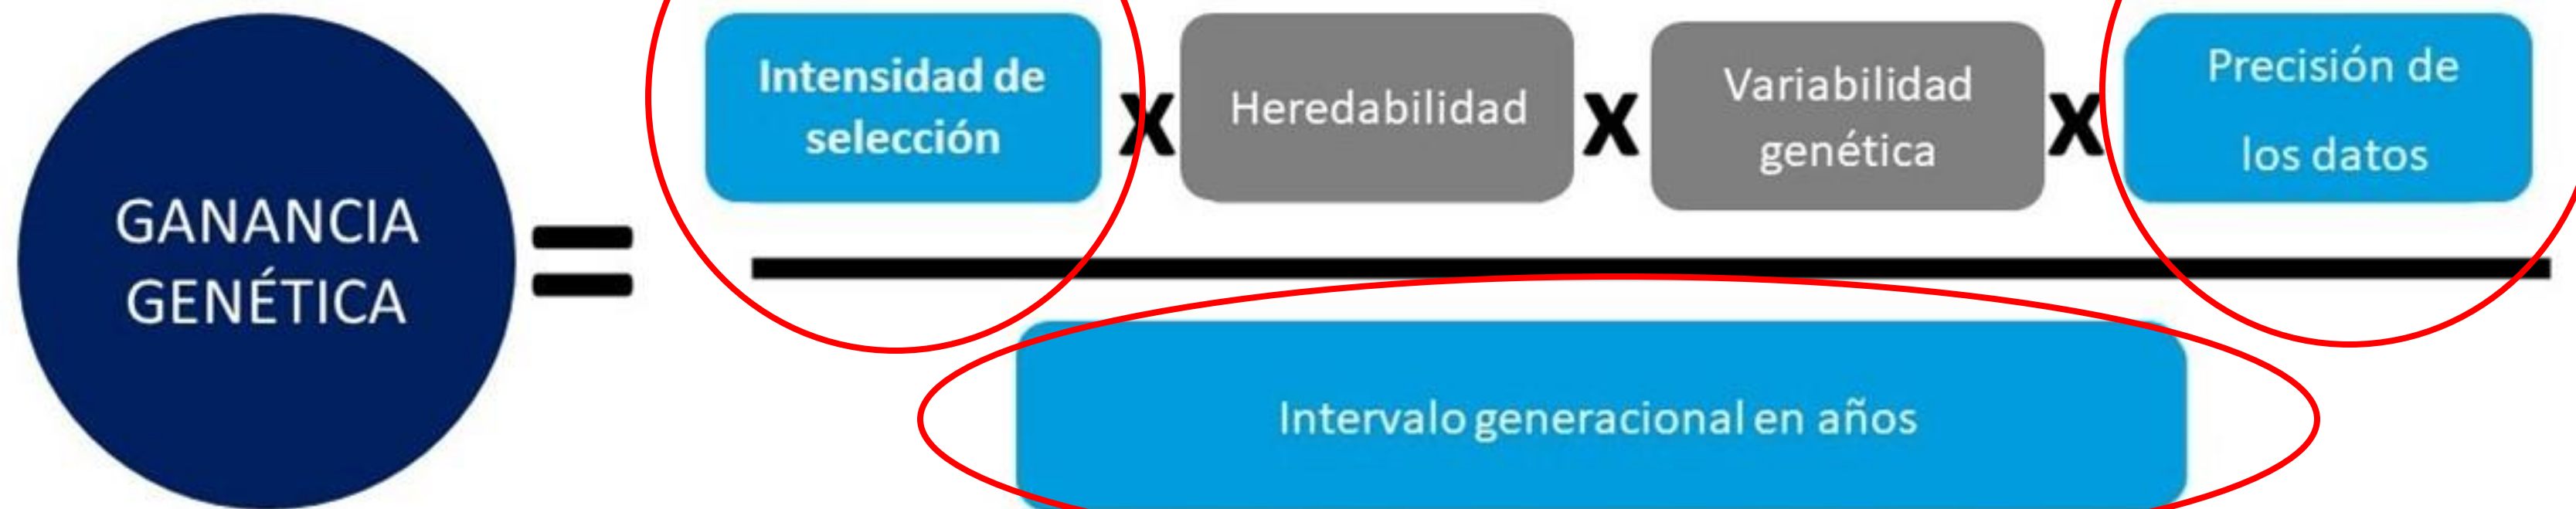 GANANCIA
GENÉTICA
=
Intensidad de
selección
x
Heredabilidad
x
Variabilidad
genética
x
Precisión de
los datos
Intervalo generacional en años